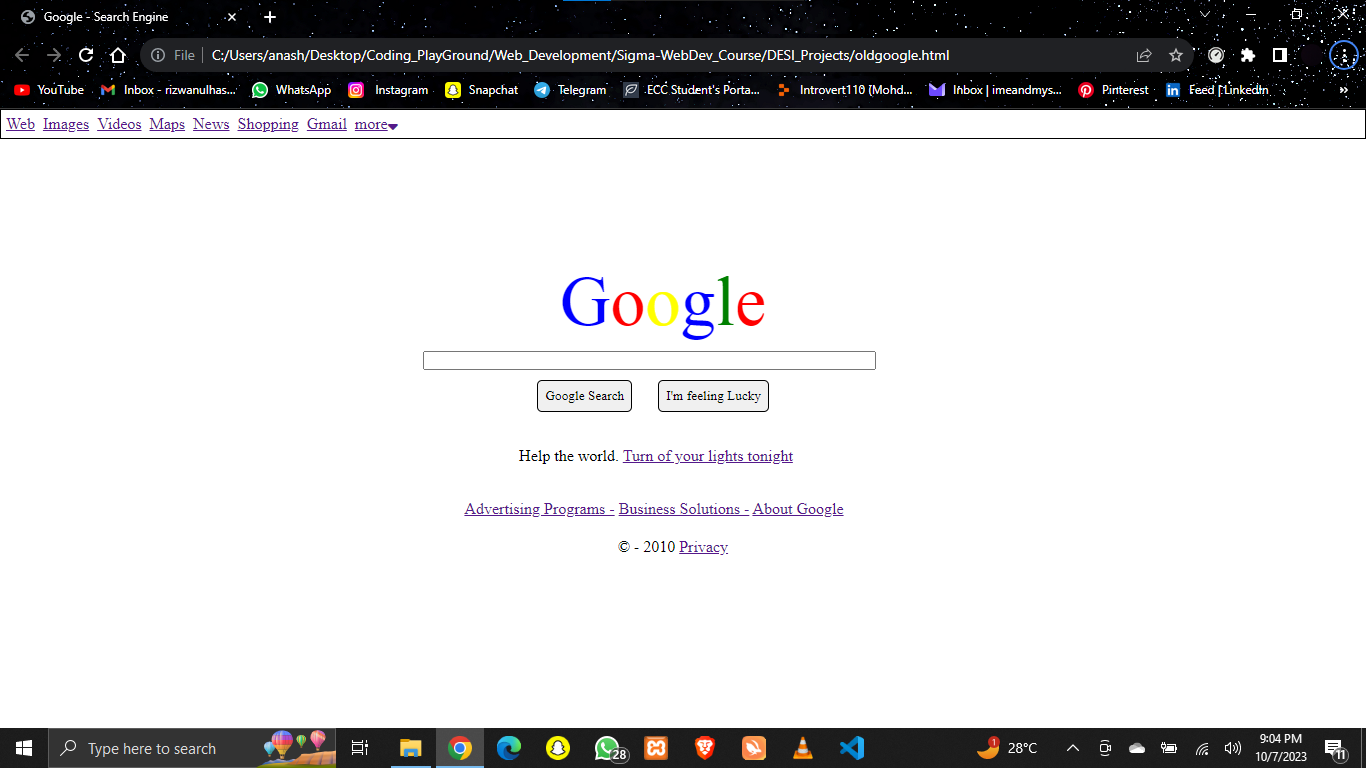 Google - Search Engine
File C:/Users/anash/Desktop/Coding_PlayGround/Web_Development/Sigma-WebDev_Course/DESI_Projects/oldgoogle.html
YouTube Inbox - rizwanulhas... WhatsApp Instagram Snapchat Telegram ECC Student's Porta... Introvert110 (Mohd... Inbox | imeandmys... Pinterest Feed | LinkedIn »
Web Images Videos Maps News Shopping Gmail more
Google
Google Search I'm feeling Lucky
Help the world. Turn of your lights tonight
Advertising Programs - Business Solutions - About Google
© - 2010 Privacy
Type here to search 28 1 28°C 9:04 PM
10/7/2023 11